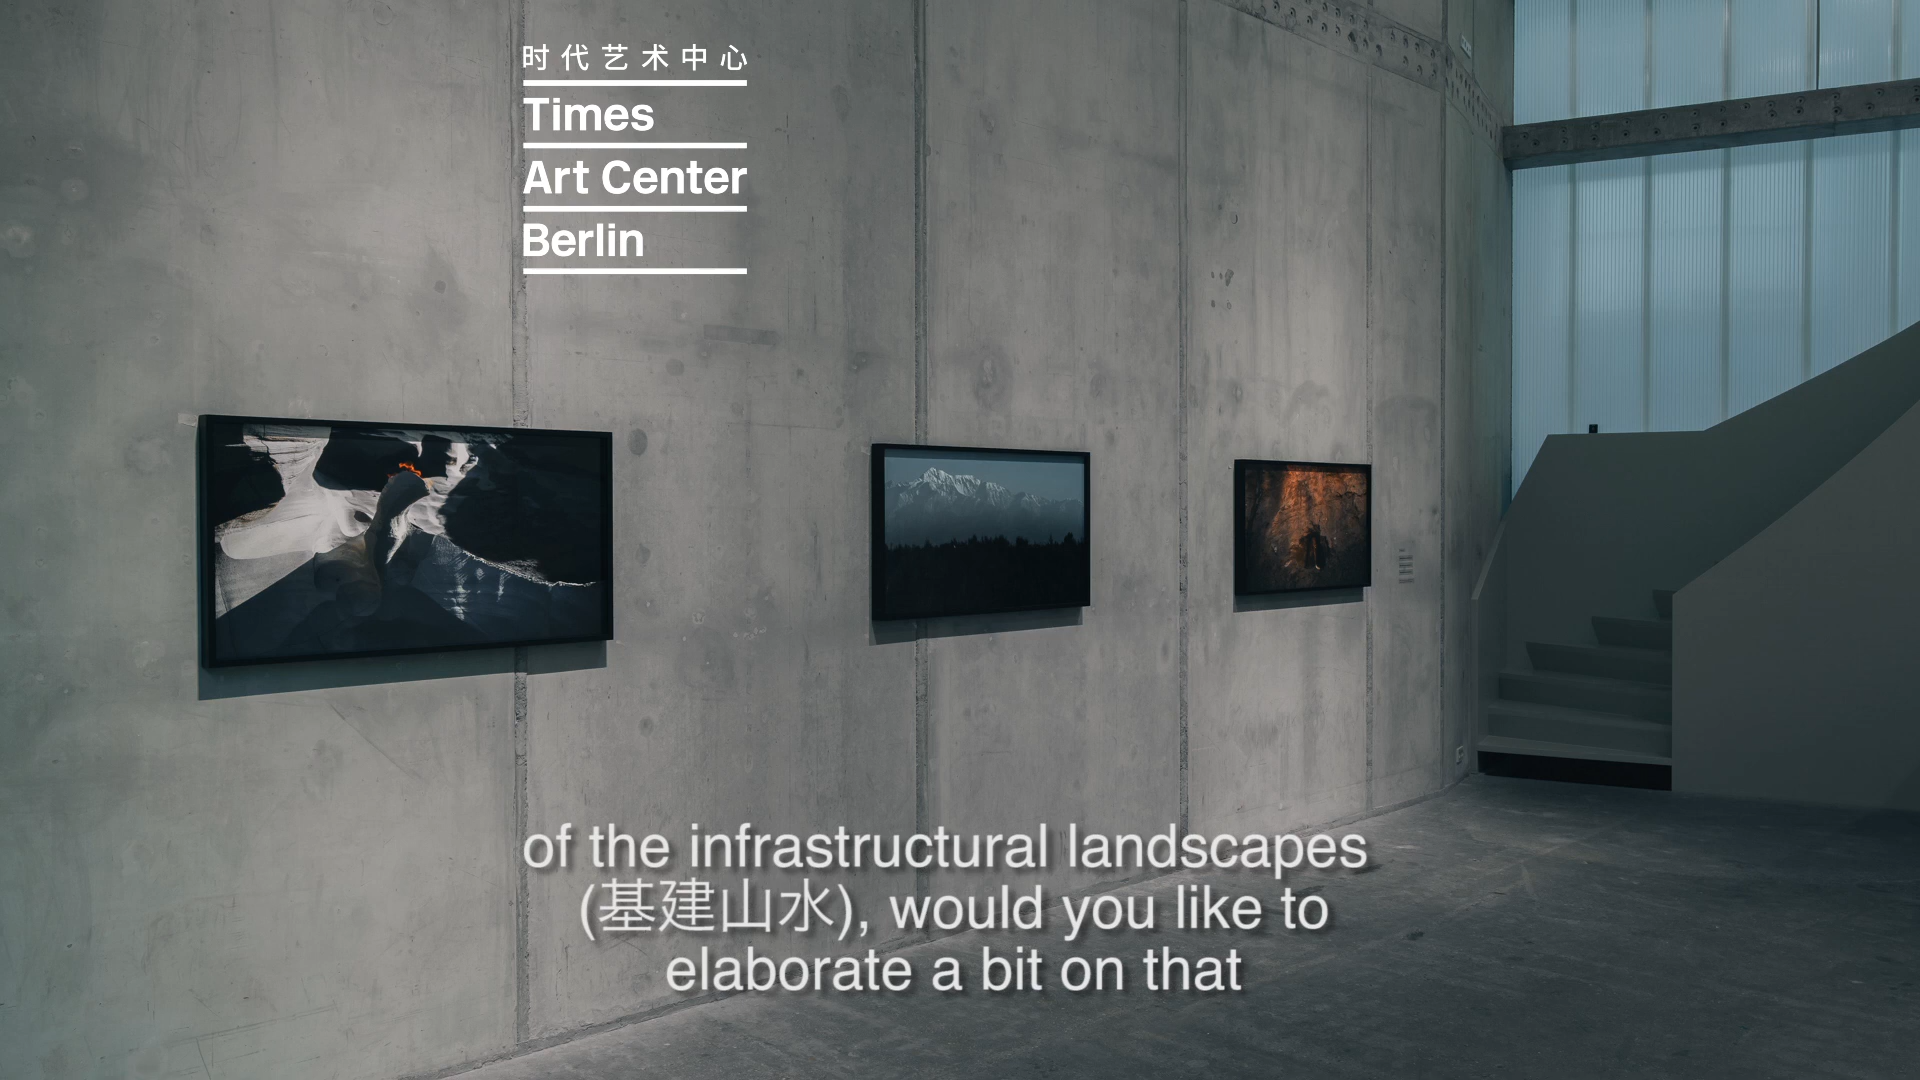 时代艺术中心
Times
Art Center
Berlin
of the infrastructural landscapes
(基建山水), would you like to
elaborate a bit on that